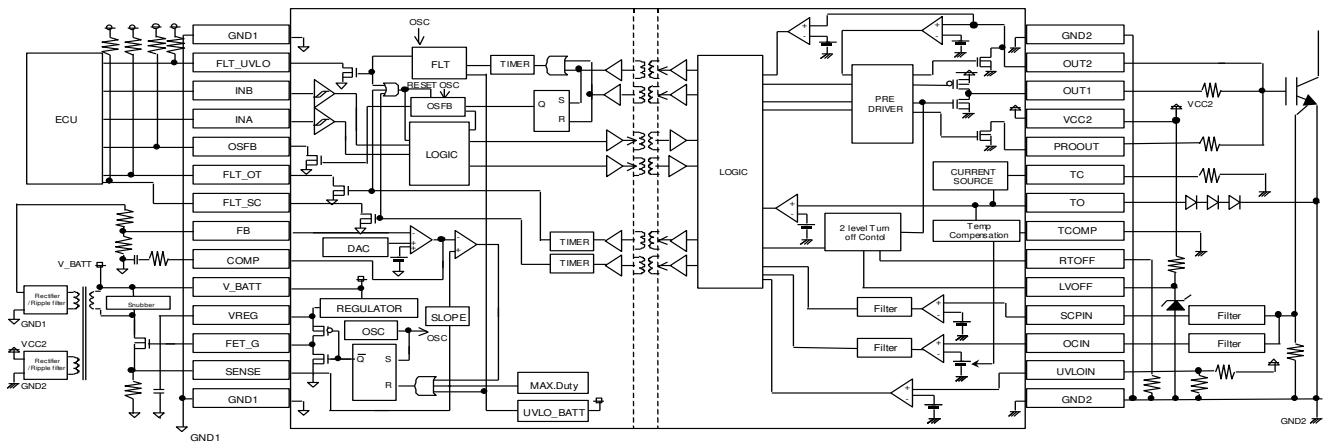 ECU
GND1
FLT_UVLO
INB
INA
OSFB
FLT_OT
FLT_SC
FB
COMP
V_BATT
VREG
FET_G
SENSE
GND1
GND1
V_BATT
Rectifier
/Ripple filter
GND1
Snubber
VCC2
Rectifier
/Ripple filter
GND2
OSC
FLT
TIMER
RESET OSC
OSFB
Q
S
R
LOGIC
TIMER
TIMER
DAC
REGULATOR
SLOPE
OSC
OSC
Q
S
R
MAX.Duty
UVLO_BATT
LOGIC
PRE
DRIVER
CURRENT
SOURCE
2 level Turn
off Contol
Temp
Compensation
Filter
Filter
GND2
OUT2
OUT1
VCC2
PROOUT
TC
TO
TCOMP
RTOFF
LVOFF
SCPIN
OCIN
UVLOIN
GND2
VCC2
Filter
Filter
GND2